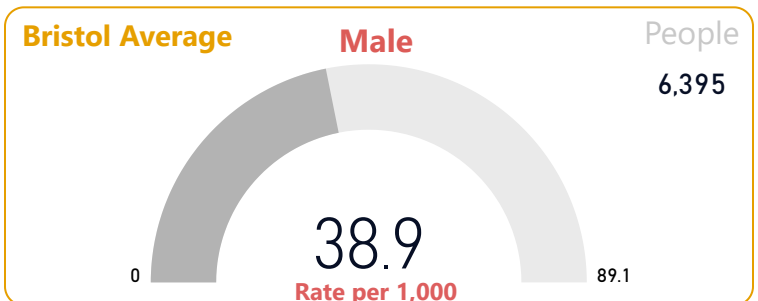 Bristol Average
Male
People
6,395
38.9
0
89.1
Rate per 1,000